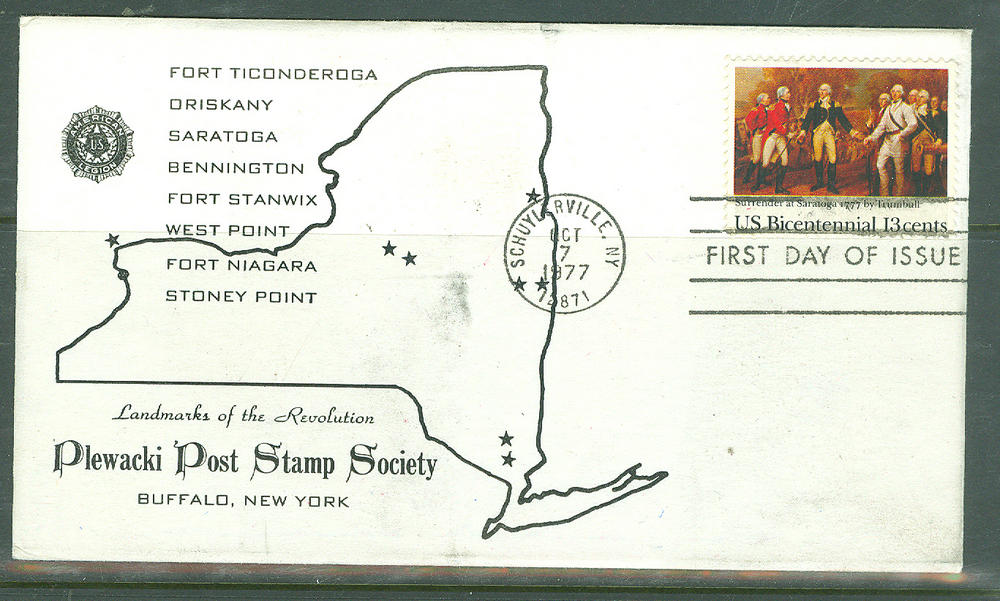 FORT TICONDEROGA
ORISKANY
SARATOGA
BENNINGTON
FORT STANWIX
WEST POINT
FORT NIAGARA
STONEY POINT
AMERICAN
U.S.
LEGION
Landmarks of the Revolution
Plewacki Post Stamp Society
BUFFALO, NEW YORK
SCHUYLERVILLE, NY
OCT
7
1977
12871
Surrender at Saratoga 1777 by Trumbull
US Bicentennial 13cents
FIRST DAY OF ISSUE